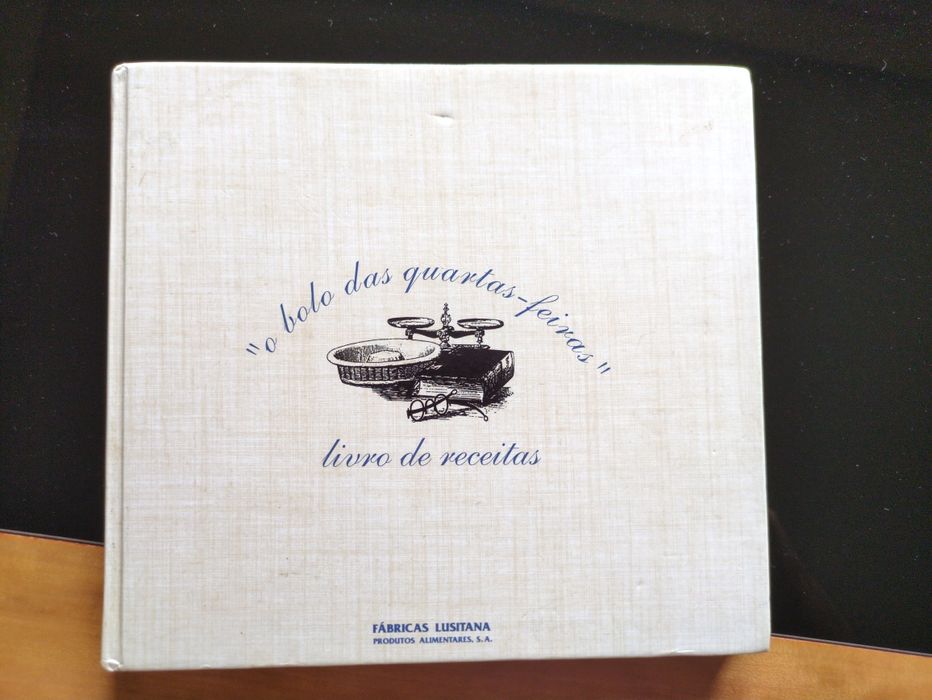 "o bolo das quartas-feiras"
livro de receitas
FÁBRICAS LUSITANA
PRODUTOS ALIMENTARES, S.A.